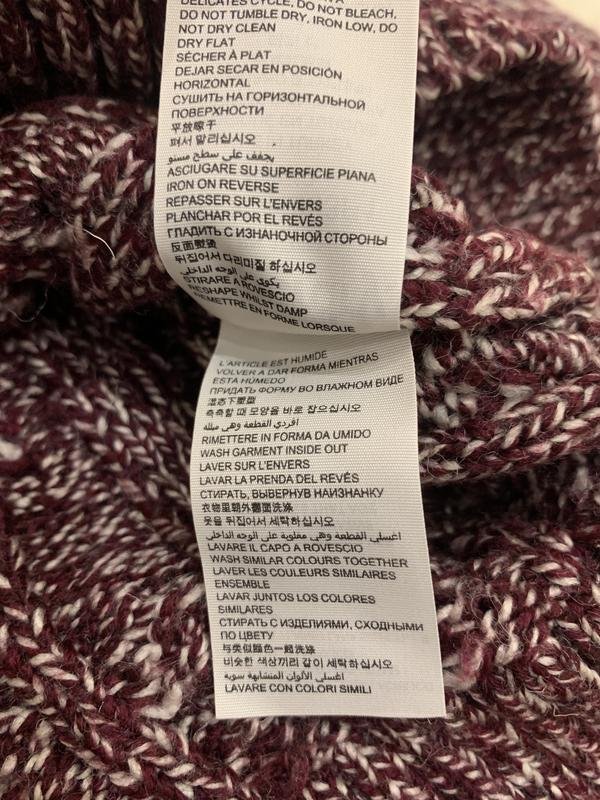 DELICATES CYCLE, DO NOT BLEACH,
DO NOT TUMBLE DRY, IRON LOW, DO
NOT DRY CLEAN
DRY FLAT
SÉCHER À PLAT
DEJAR SECAR EN POSICIÓN
HORIZONTAL
СУШИТЬ НА ГОРИЗОНТАЛЬНОЙ
ПОВЕРХНОСТИ
平放晾干
펴서 말리십시오
يجفف على سطح مستو
ASCIUGARE SU SUPERFICIE PIANA
IRON ON REVERSE
REPASSER SUR L'ENVERS
PLANCHAR POR EL REVÉS
ГЛАДИТЬ С ИЗНАНОЧНОЙ СТОРОНЫ
反面熨烫
뒤집어서 다리미질 하십시오
يكوى على الوجه الداخلي
STIRARE A ROVESCIO
RESHAPE WHILST DAMP
REMETTRE EN FORME LORSQUE
L'ARTICLE EST HUMIDE
VOLVER A DAR FORMA MIENTRAS
ESTA HÚMEDO
ПРИДАТЬ ФОРМУ ВО ВЛАЖНОМ ВИДЕ
湿态下塑型
축축할 때 모양을 바로 잡으십시오
افردي القطعة وهي مبللة
RIMETTERE IN FORMA DA UMIDO
WASH GARMENT INSIDE OUT
LAVER SUR L'ENVERS
LAVAR LA PRENDA DEL REVÉS
СТИРАТЬ, ВЫВЕРНУВ НАИЗНАНКУ
衣物里朝外翻面洗涤
옷을 뒤집어서 세탁하십시오
اغسلي القطعة وهي مقلوبة على الوجه الداخلي
LAVARE IL CAPO A ROVESCIO
WASH SIMILAR COLOURS TOGETHER
LAVER LES COULEURS SIMILAIRES
ENSEMBLE
LAVAR JUNTOS LOS COLORES
SIMILARES
СТИРАТЬ С ИЗДЕЛИЯМИ, СХОДНЫМИ
ПО ЦВЕТУ
与类似颜色一起洗涤
비슷한 색상끼리 같이 세탁하십시오
اغسلي الألوان المتشابهة سوية
LAVARE CON COLORI SIMILI